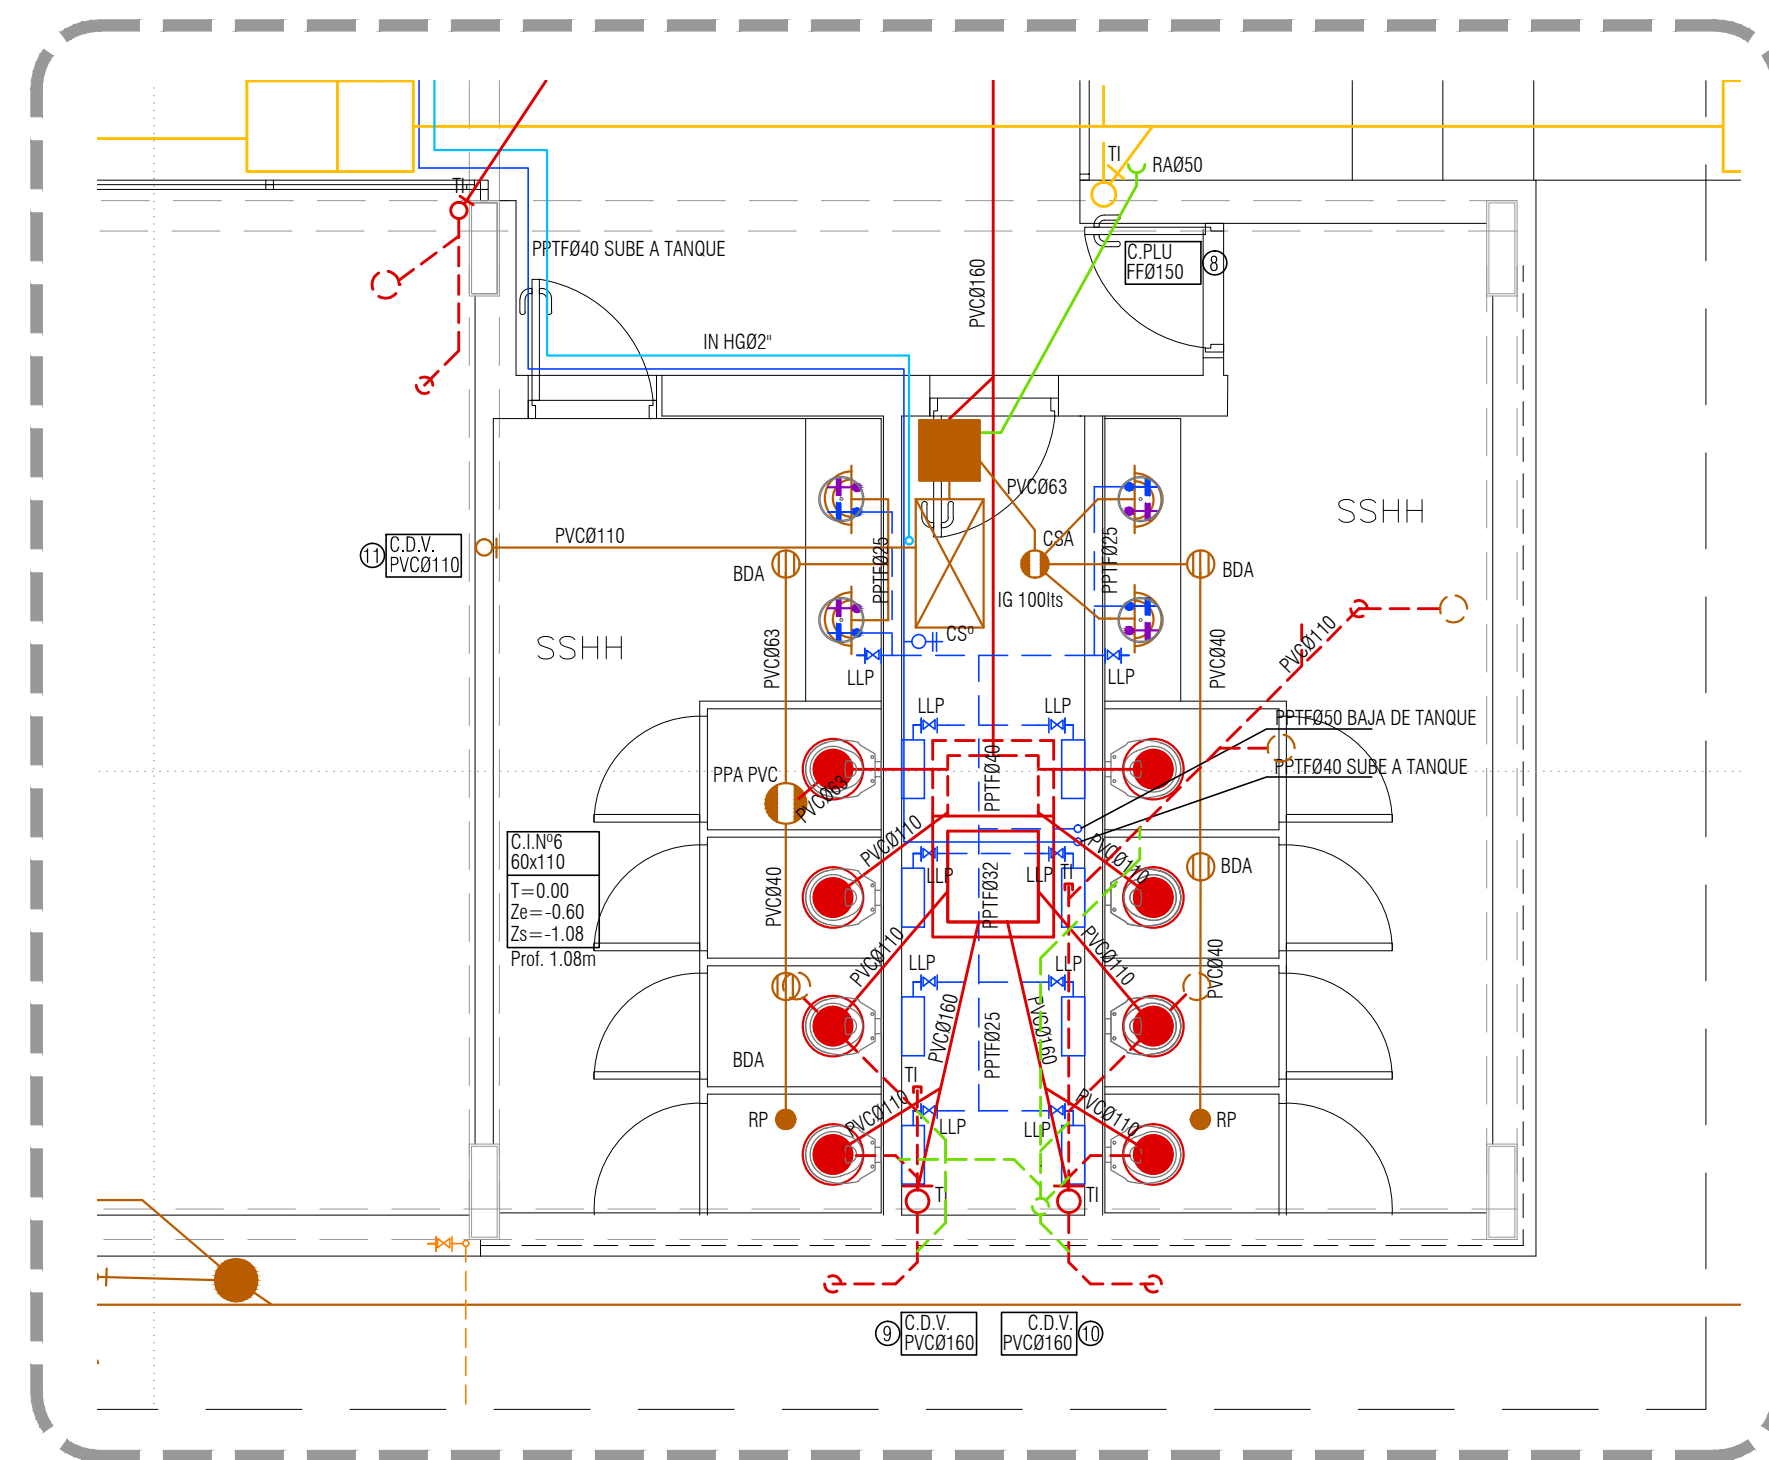 TI
RAØ50
TI
PPTFØ40 SUBE A TANQUE
C.PLU
FFØ150
8
PVCØ160
IN HGØ2"
PVCØ63
SSHH
PVCØ110
11
C.D.V.
PVCØ110
CSA
BDA
PPTFØ25
PPTFØ25
BDA
IG 100lts
CSº
SSHH
PVCØ63
PVCØ40
PVCØ110
LLP
LLP
LLP
LLP
PPTFØ50 BAJA DE TANQUE
PPTFØ40 SUBE A TANQUE
PPA PVC
PVCØ63
PPTFØ40
C.I.Nº6
60x110
T=0.00
Ze=-0.60
Zs=-1.08
Prof. 1.08m
PVCØ110
PVCØ110
BDA
LLP
LLP
TI
PVCØ40
PPTFØ32
PVCØ110
PVCØ110
LLP
LLP
PVCØ40
PVCØ160
PPTFØ25
PVCØ160
BDA
TI
PVCØ110
PVCØ110
RP
LLP
LLP
RP
TI
TI
9
C.D.V.
PVCØ160
C.D.V.
PVCØ160
10